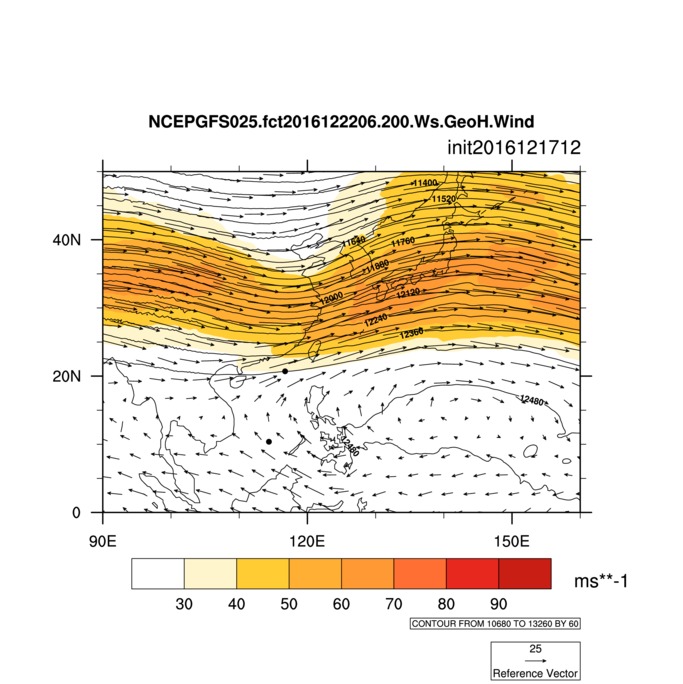 NCEPGFS025.fct2016122206.200.Ws.GeoH.Wind
init2016121712
11400
11520
11640
11760
11880
12000
12120
12240
12360
12480
12480
40N
20N
0
90E 120E 150E
30 40 50 60 70 80 90
ms**-1
CONTOUR FROM 10680 TO 13260 BY 60
25
Reference Vector